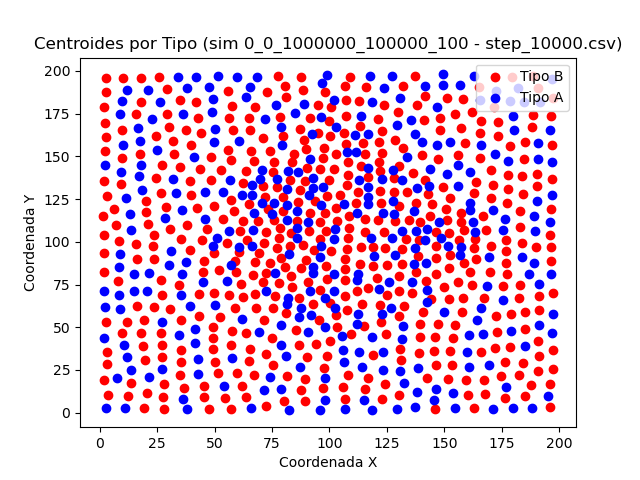 Centroides por Tipo (sim 0_0_1000000_100000_100 - step_10000.csv)
Tipo B
Tipo A
200
175
150
125
100
75
50
25
0
Coordenada Y
0 25 50 75 100 125 150 175 200
Coordenada X